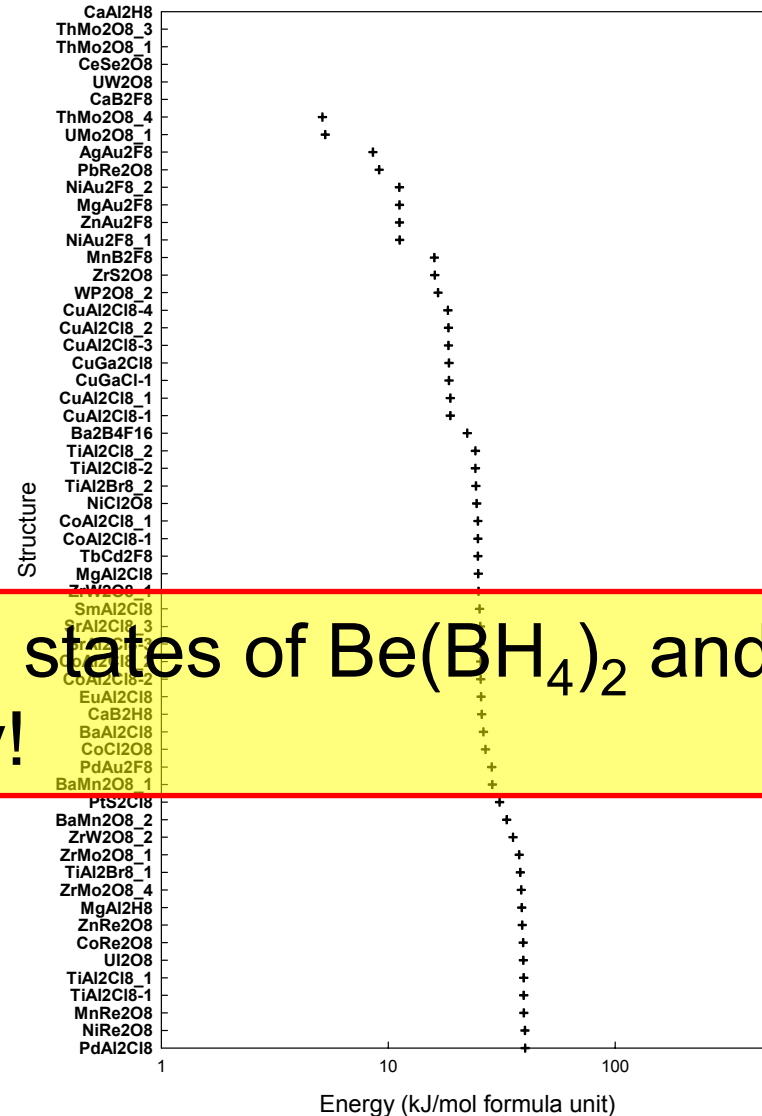 CaAl2H8
ThMo2O8_3
ThMo2O8_1
CeSe2O8
UW2O8
CaB2F8
ThMo2O8_4
UMo2O8_1
AgAu2F8
PbRe2O8
NiAu2F8_2
MgAu2F8
ZnAu2F8
NiAu2F8_1
MnB2F8
ZrS2O8
WP2O8_2
CuAl2Cl8-4
CuAl2Cl8_2
CuAl2Cl8-3
CuGa2Cl8
CuGaCl-1
CuAl2Cl8_1
CuAl2Cl8-1
Ba2B4F16
TiAl2Cl8_2
TiAl2Cl8-2
TiAl2Br8_2
NiCl2O8
CoAl2Cl8_1
CoAl2Cl8-1
TbCd2F8
MgAl2Cl8
ZrW2O8_1
SmAl2Cl8
SrAl2Cl8_3
states of Be(BH4)2 and
CoAl2Cl8-2
EuAl2Cl8
CaB2H8
BaAl2Cl8
y!
CoCl2O8
PdAu2F8
BaMn2O8_1
PtS2Cl8
BaMn2O8_2
ZrW2O8_2
ZrMo2O8_1
TiAl2Br8_1
ZrMo2O8_4
MgAl2H8
ZnRe2O8
CoRe2O8
UI2O8
TiAl2Cl8_1
TiAl2Cl8-1
MnRe2O8
NiRe2O8
PdAl2Cl8
Structure
1 10 100
Energy (kJ/mol formula unit)